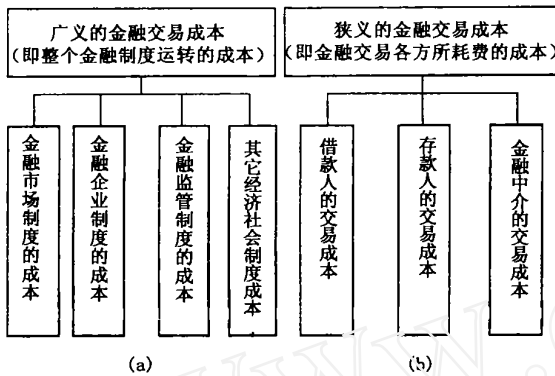 广义的金融交易成本
(即整个金融制度运转的成本)
狭义的金融交易成本
(即金融交易各方所耗费的成本)
金融市场制度的成本
金融企业制度的成本
金融监管制度的成本
其它经济社会制度成本
借款人的交易成本
存款人的交易成本
金融中介的交易成本
(a)
(b)